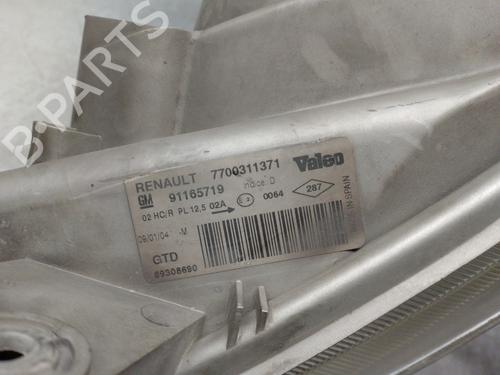 B-PARTS
RENAULT 7700311371 Valeo
GM 91165719 Indice: D
02 HC/R PL 12,5 02A 0064 287
09/01/04 -M
IN SPAIN
GTD
89308690